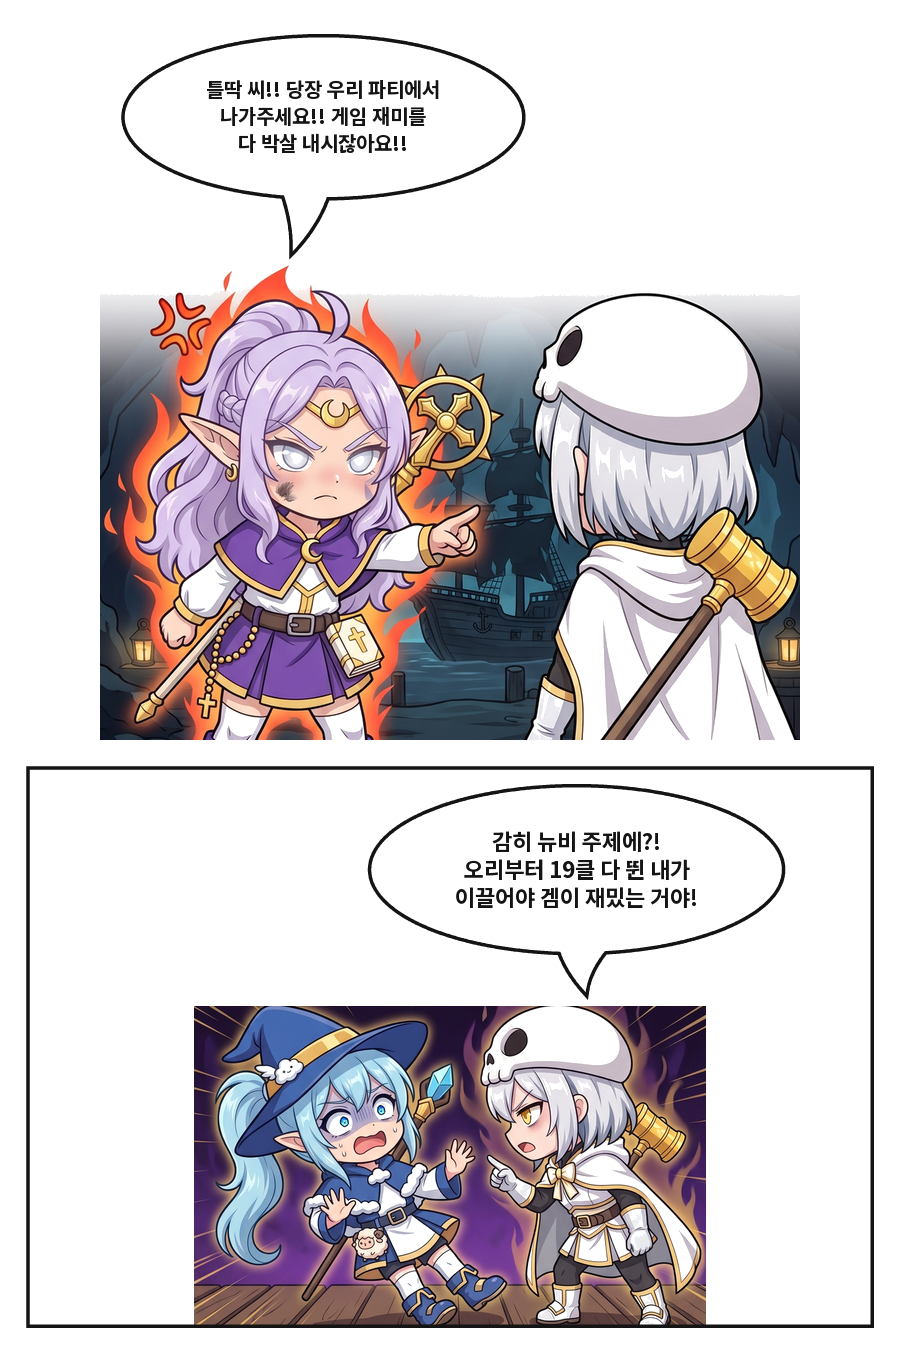 틀딱 씨!! 당장 우리 파티에서
나가주세요!! 게임 재미를
다 박살 내시잖아요!!
감히 뉴비 주제에?!
오리부터 19클 다 뛴 내가
이끌어야 겜이 재밌는 거야!